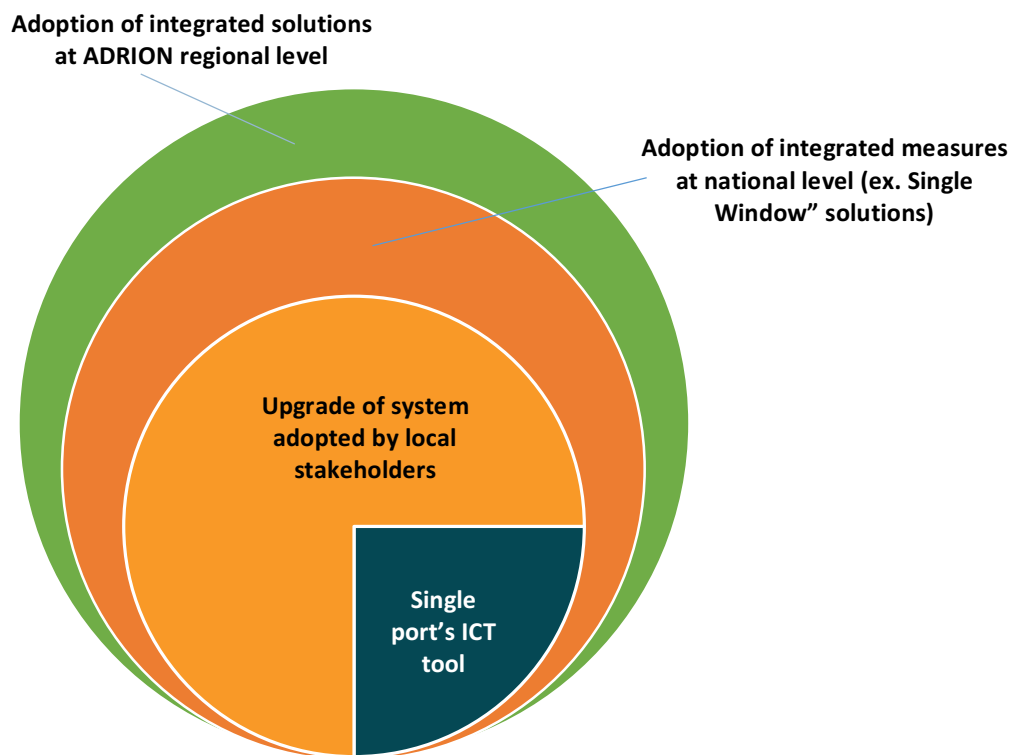 Adoption of integrated solutions
at ADRION regional level
Adoption of integrated measures
at national level (ex. Single
Window” solutions)
Upgrade of system
adopted by local
stakeholders
Single
port’s ICT
tool